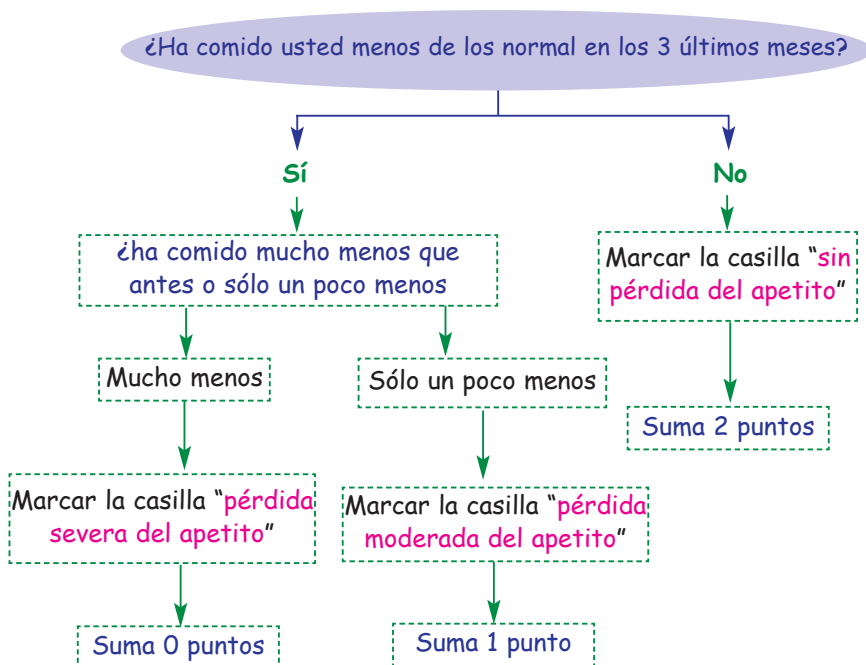 ¿Ha comido usted menos de los normal en los 3 últimos meses?
Sí
No
¿ha comido mucho menos que
antes o sólo un poco menos
Marcar la casilla “sin
pérdida del apetito”
Mucho menos
Sólo un poco menos
Suma 2 puntos
Marcar la casilla “pérdida
severa del apetito”
Marcar la casilla “pérdida
moderada del apetito”
Suma 0 puntos
Suma 1 punto